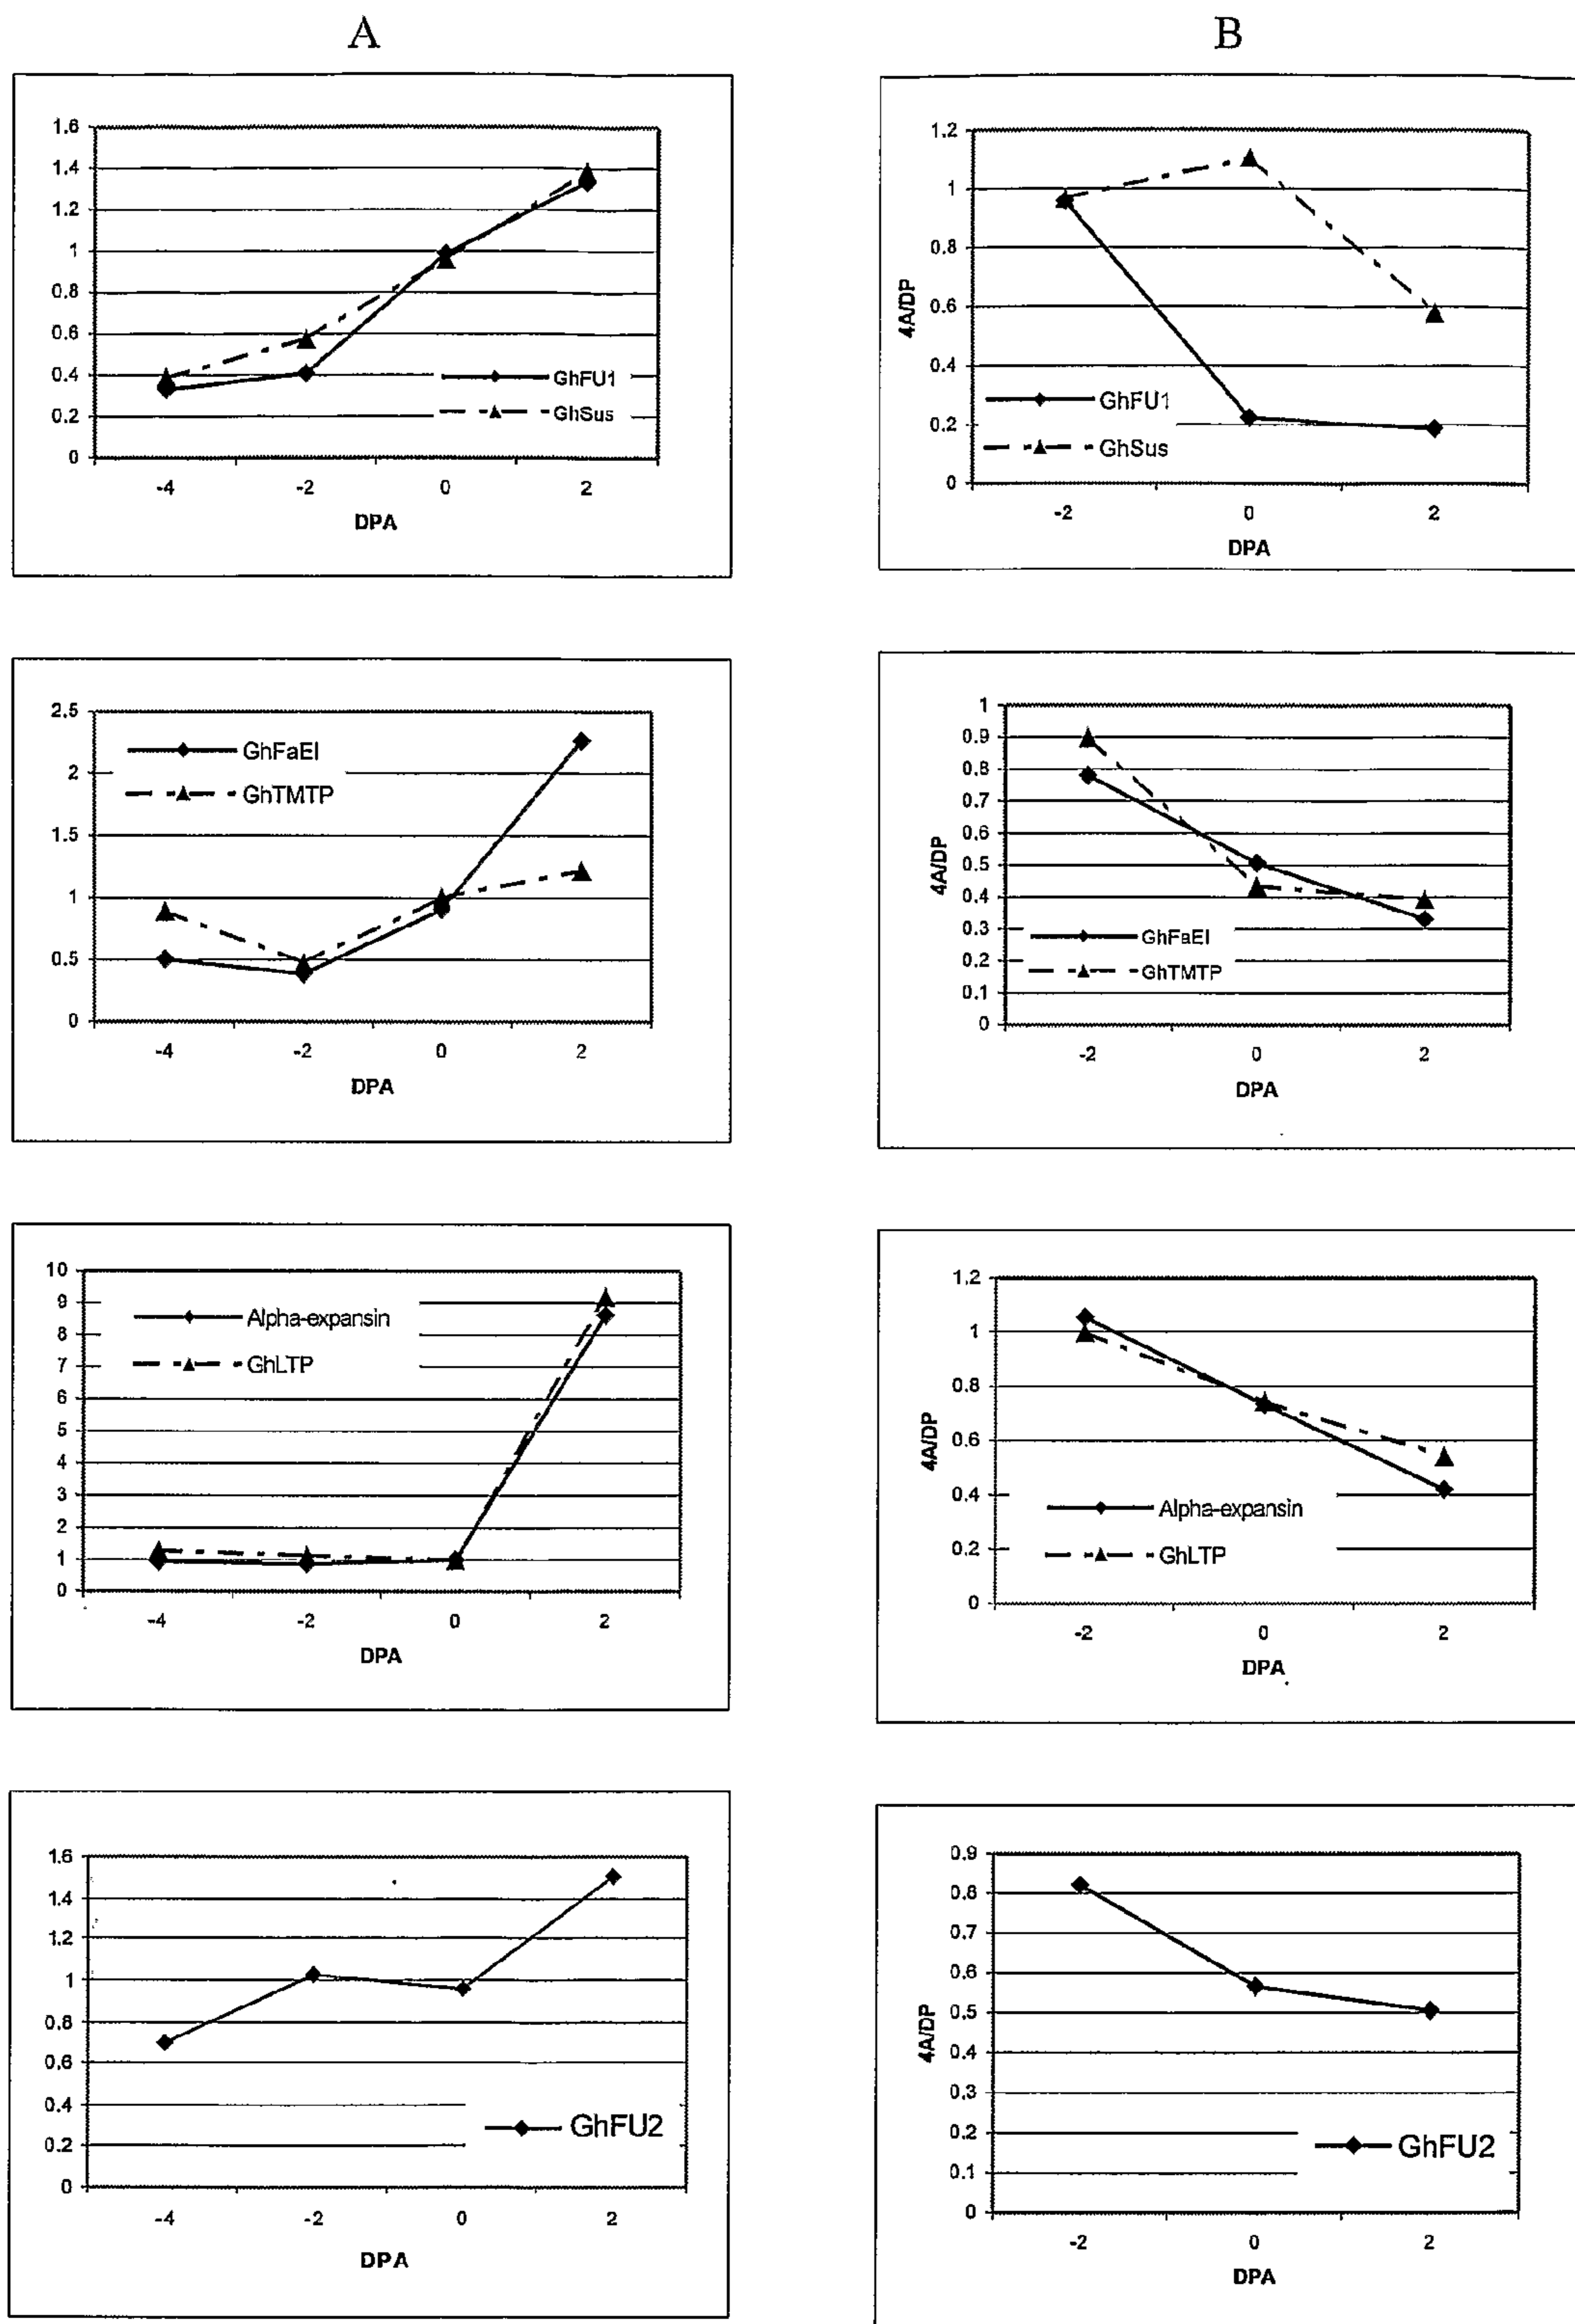 A
B
1.6
1.4
1.2
1
0.8
0.6
0.4
0.2
0
GhFU1
GhSus
-4 -2 0 2
DPA
1.2
1
0.8
0.6
0.4
0.2
0
4A/DP
GhFU1
GhSus
-2 0 2
DPA
2.5
2
1.5
1
0.5
0
GhFaEl
GhTMTP
-4 -2 0 2
DPA
1
0.9
0.8
0.7
0.6
0.5
0.4
0.3
0.2
0.1
0
4A/DP
GhFaEl
GhTMTP
-2 0 2
DPA
10
9
8
7
6
5
4
3
2
1
0
Alpha-expansin
GhLTP
-4 -2 0 2
DPA
1.2
1
0.8
0.6
0.4
0.2
0
4A/DP
Alpha-expansin
GhLTP
-2 0 2
DPA
1.6
1.4
1.2
1
0.8
0.6
0.4
0.2
0
GhFU2
-4 -2 0 2
DPA
0.9
0.8
0.7
0.6
0.5
0.4
0.3
0.2
0.1
0
4A/DP
GhFU2
-2 0 2
DPA